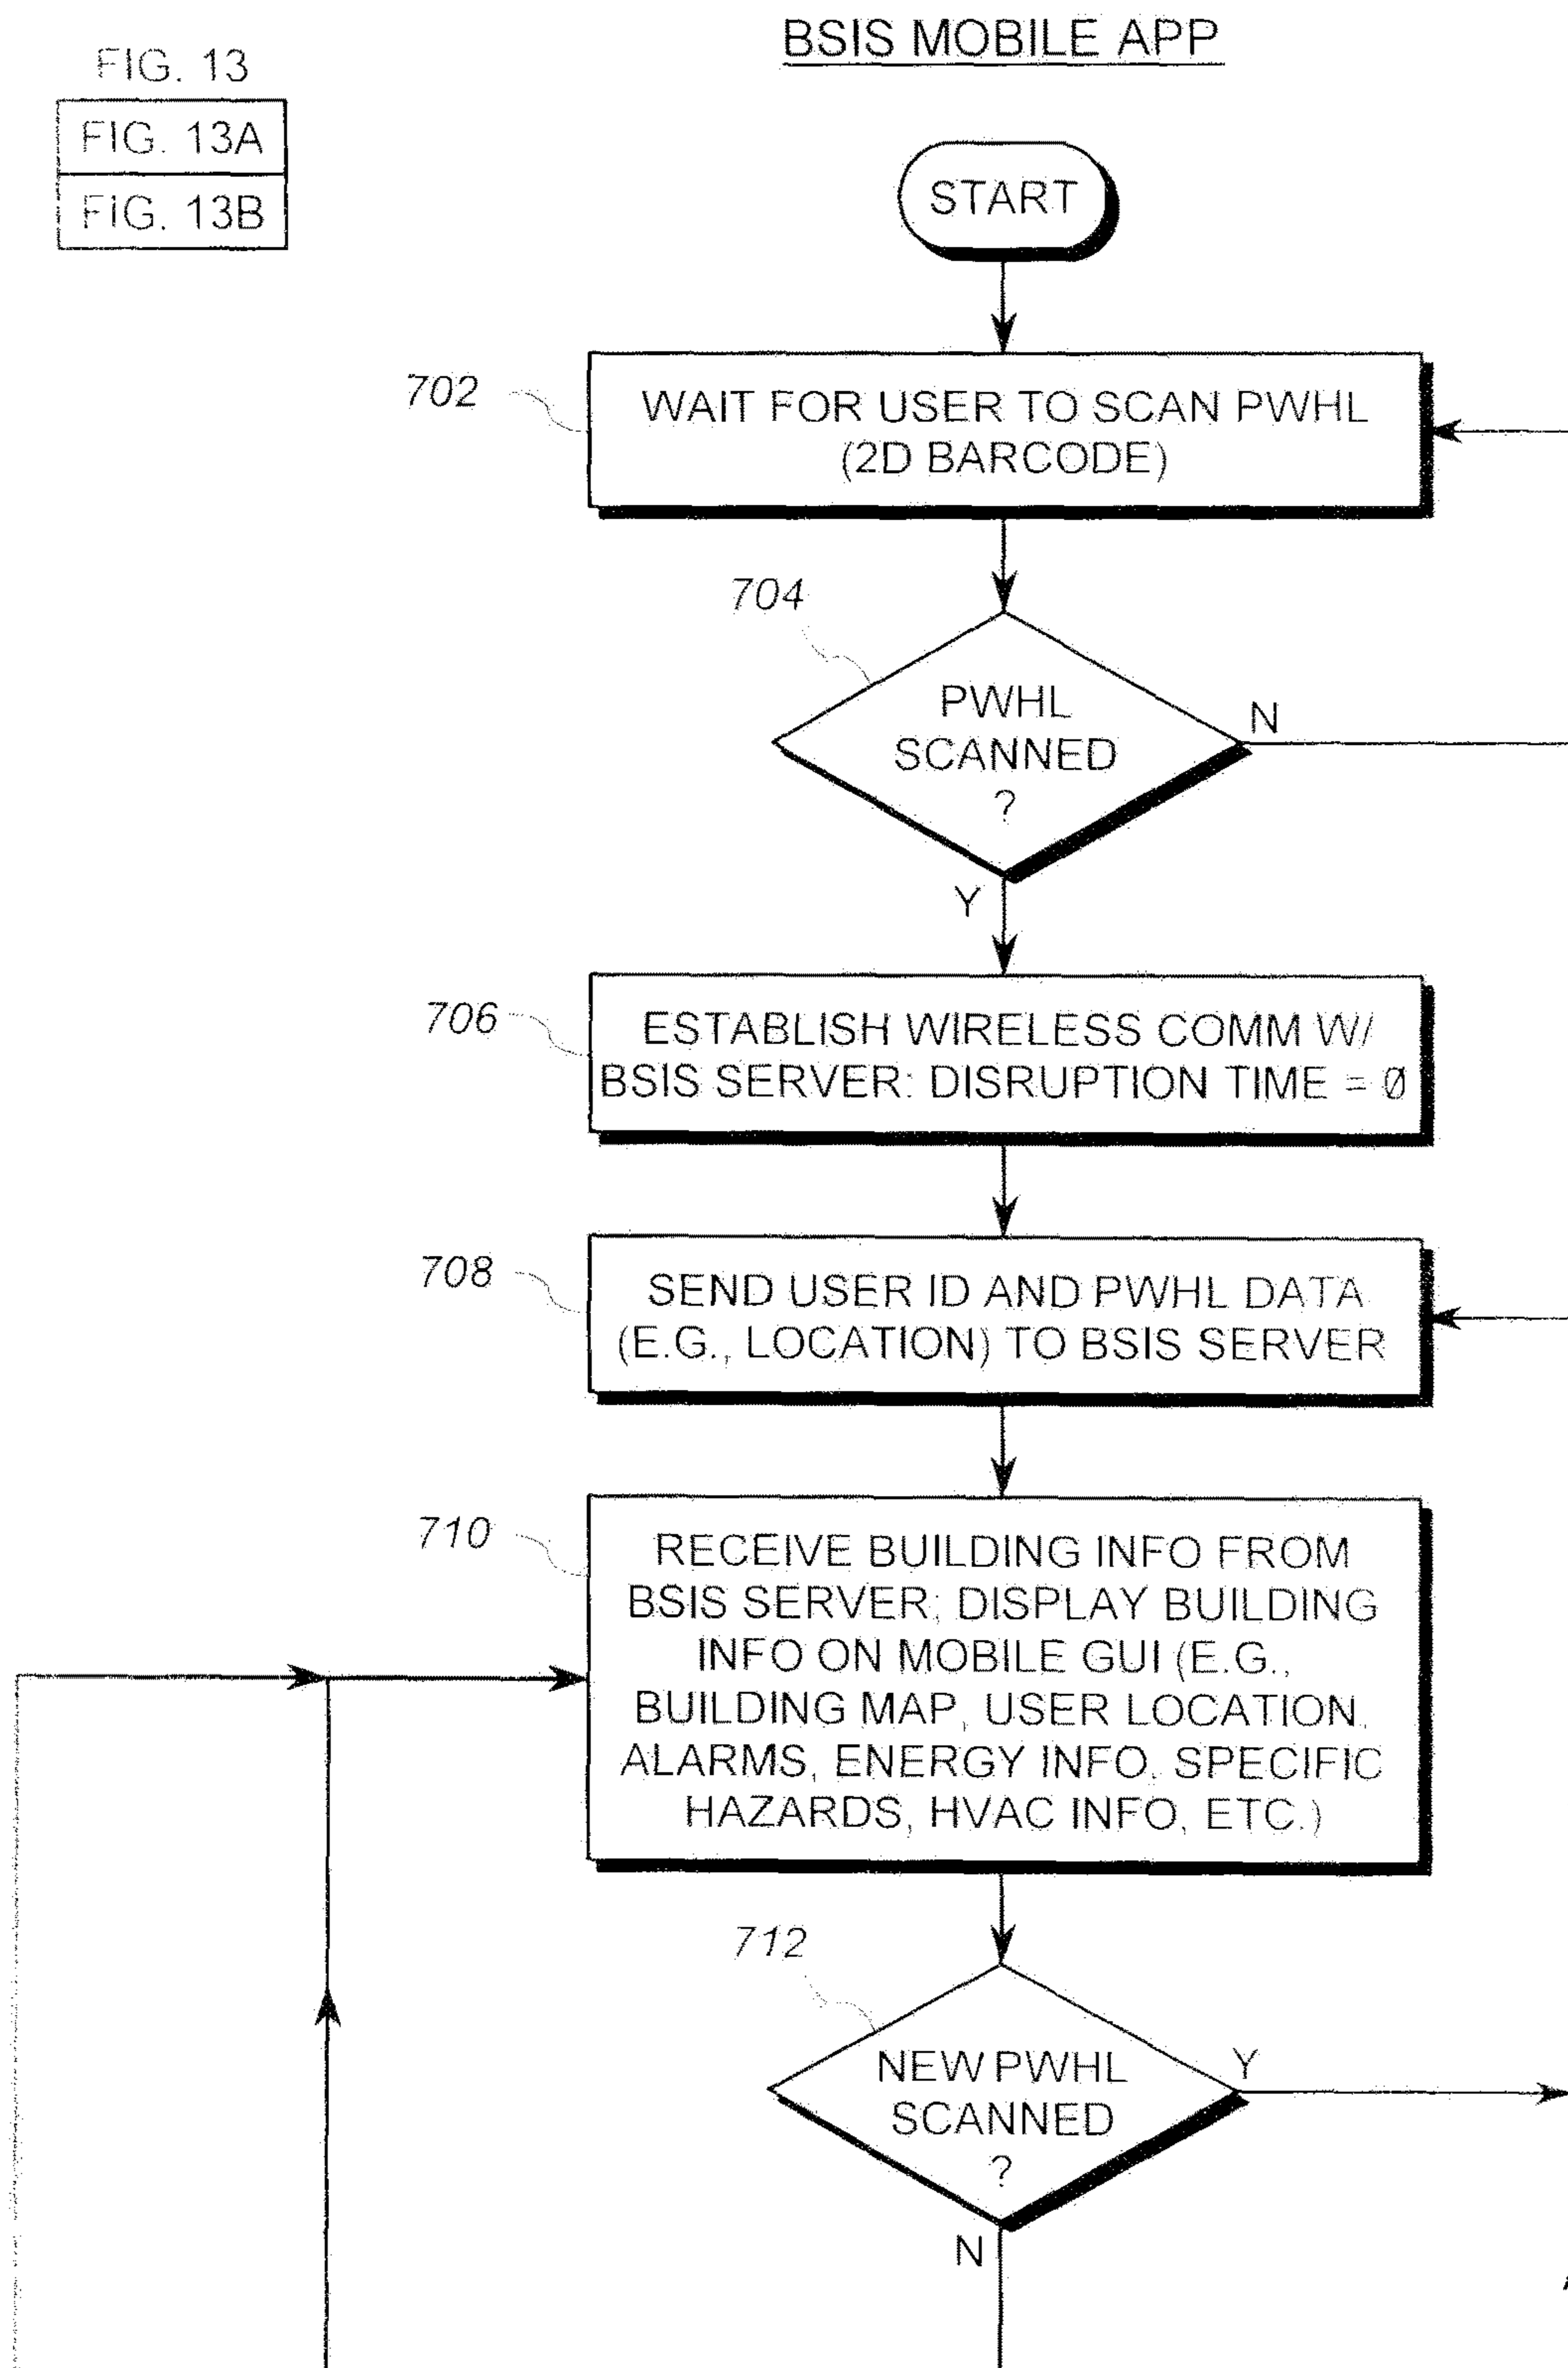 BSIS MOBILE APP
FIG. 13
FIG. 13A
FIG. 13B
START
702
WAIT FOR USER TO SCAN PWHL
(2D BARCODE)
704
PWHL
SCANNED
?
N
Y
706
ESTABLISH WIRELESS COMM W/
BSIS SERVER: DISRUPTION TIME = Ø
708
SEND USER ID AND PWHL DATA
(E.G., LOCATION) TO BSIS SERVER
710
RECEIVE BUILDING INFO FROM
BSIS SERVER; DISPLAY BUILDING
INFO ON MOBILE GUI (E.G.,
BUILDING MAP, USER LOCATION,
ALARMS, ENERGY INFO, SPECIFIC
HAZARDS, HVAC INFO, ETC.)
712
NEW PWHL
SCANNED
?
Y
N